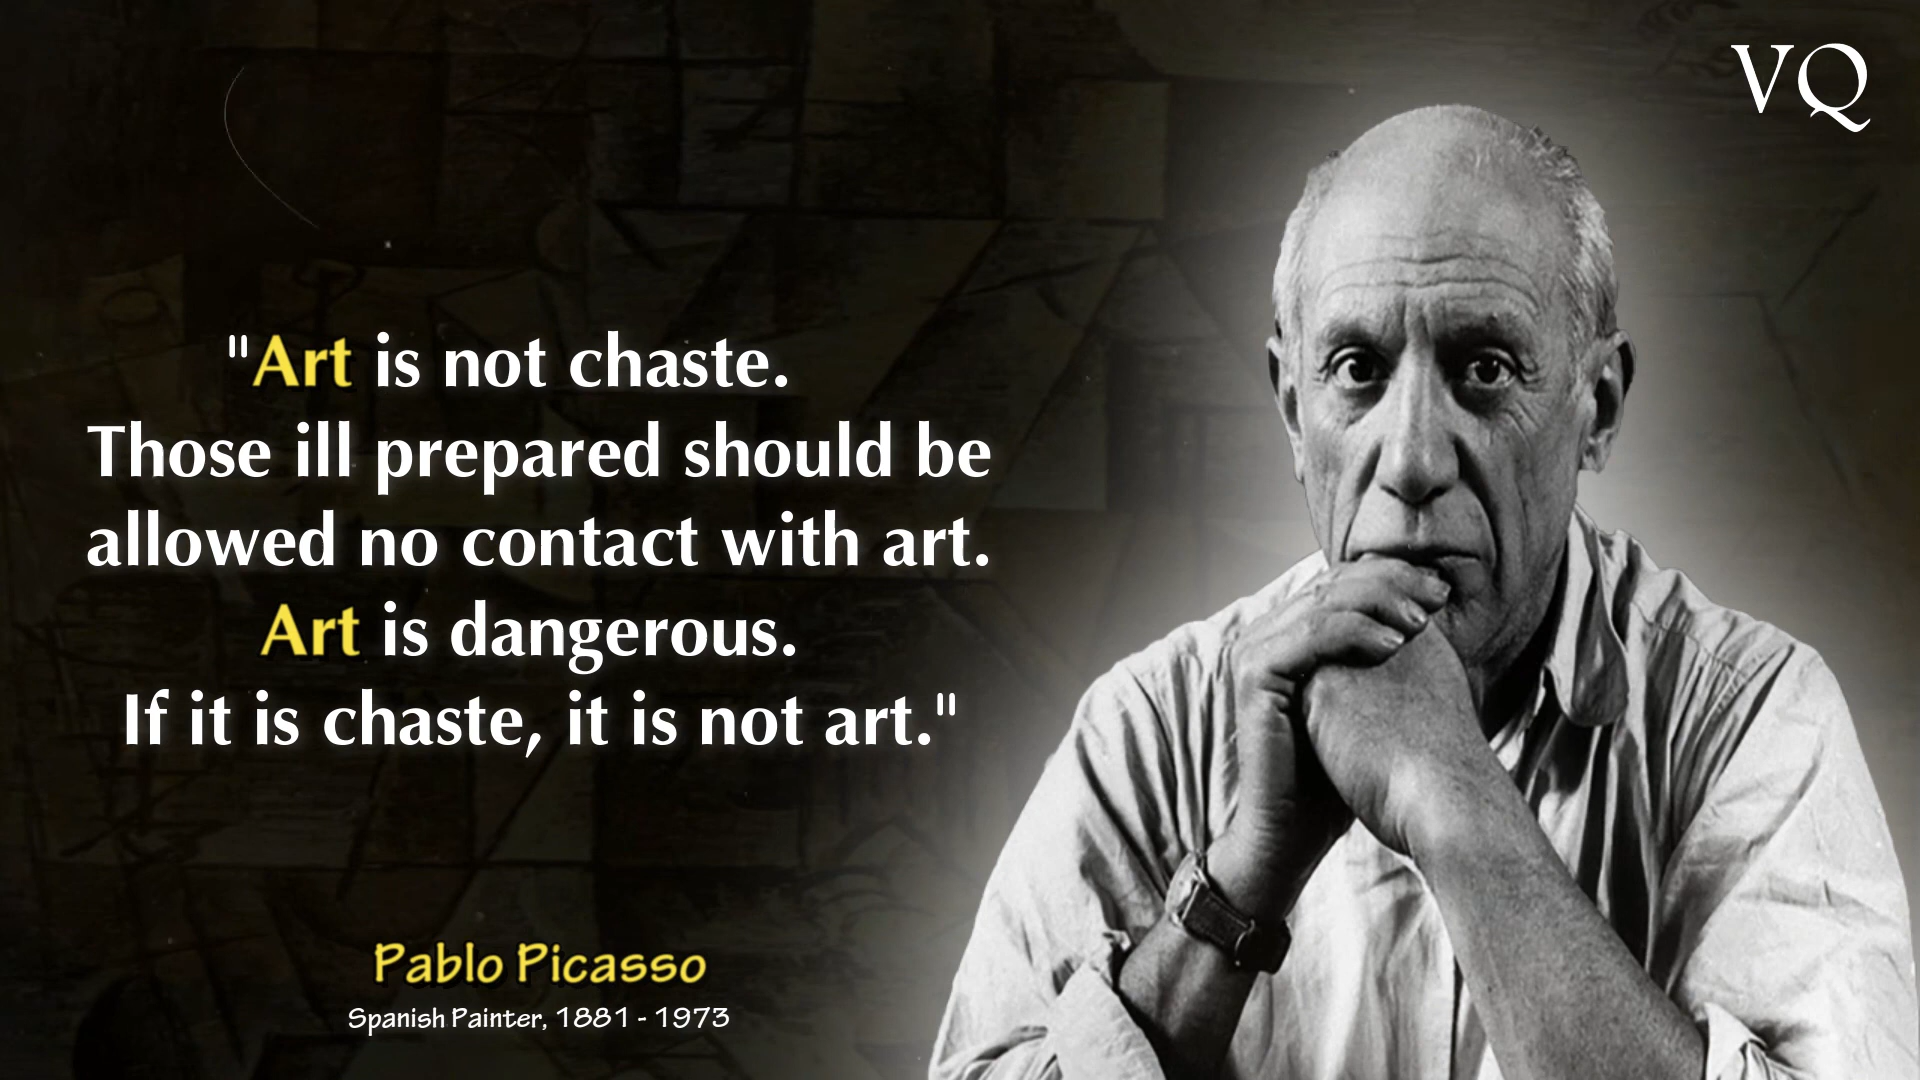 VQ
"Art is not chaste.
Those ill prepared should be
allowed no contact with art.
Art is dangerous.
If it is chaste, it is not art."
Pablo Picasso
Spanish Painter, 1881 - 1973